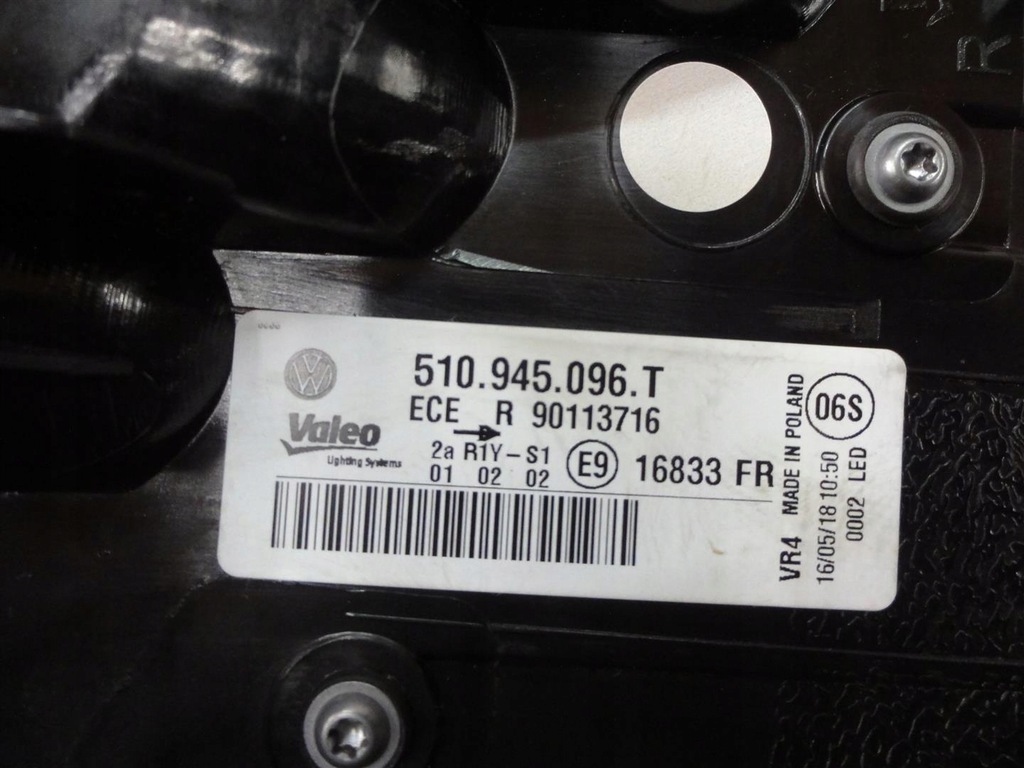 R
510.945.096.T
ECE R 90113716
Valeo
Lighting Systems
2a R1Y-S1
01 02 02
E9
16833 FR
VR4 MADE IN POLAND
16/05/18 10:50
0002 LED
06S